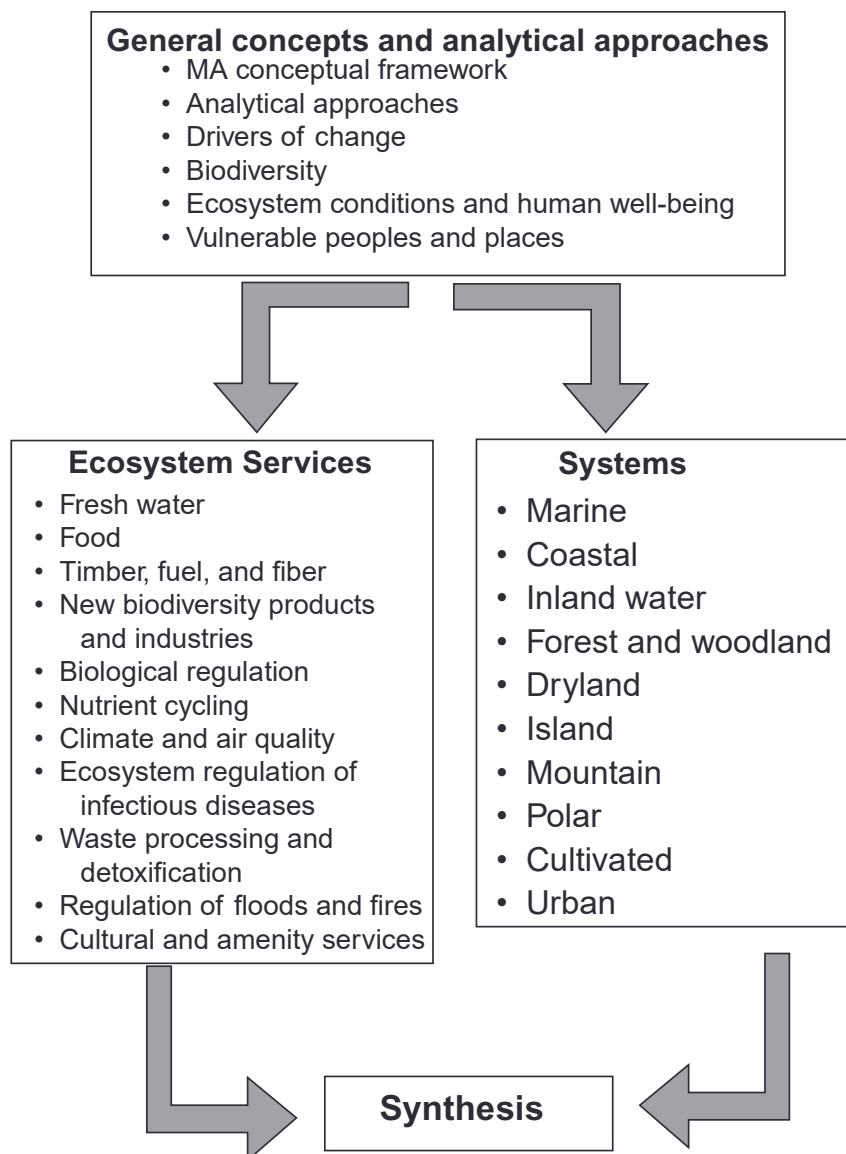 General concepts and analytical approaches
• MA conceptual framework
• Analytical approaches
• Drivers of change
• Biodiversity
• Ecosystem conditions and human well-being
• Vulnerable peoples and places
Ecosystem Services
• Fresh water
• Food
• Timber, fuel, and fiber
• New biodiversity products
and industries
• Biological regulation
• Nutrient cycling
• Climate and air quality
• Ecosystem regulation of
infectious diseases
• Waste processing and
detoxification
• Regulation of floods and fires
• Cultural and amenity services
Systems
• Marine
• Coastal
• Inland water
• Forest and woodland
• Dryland
• Island
• Mountain
• Polar
• Cultivated
• Urban
Synthesis